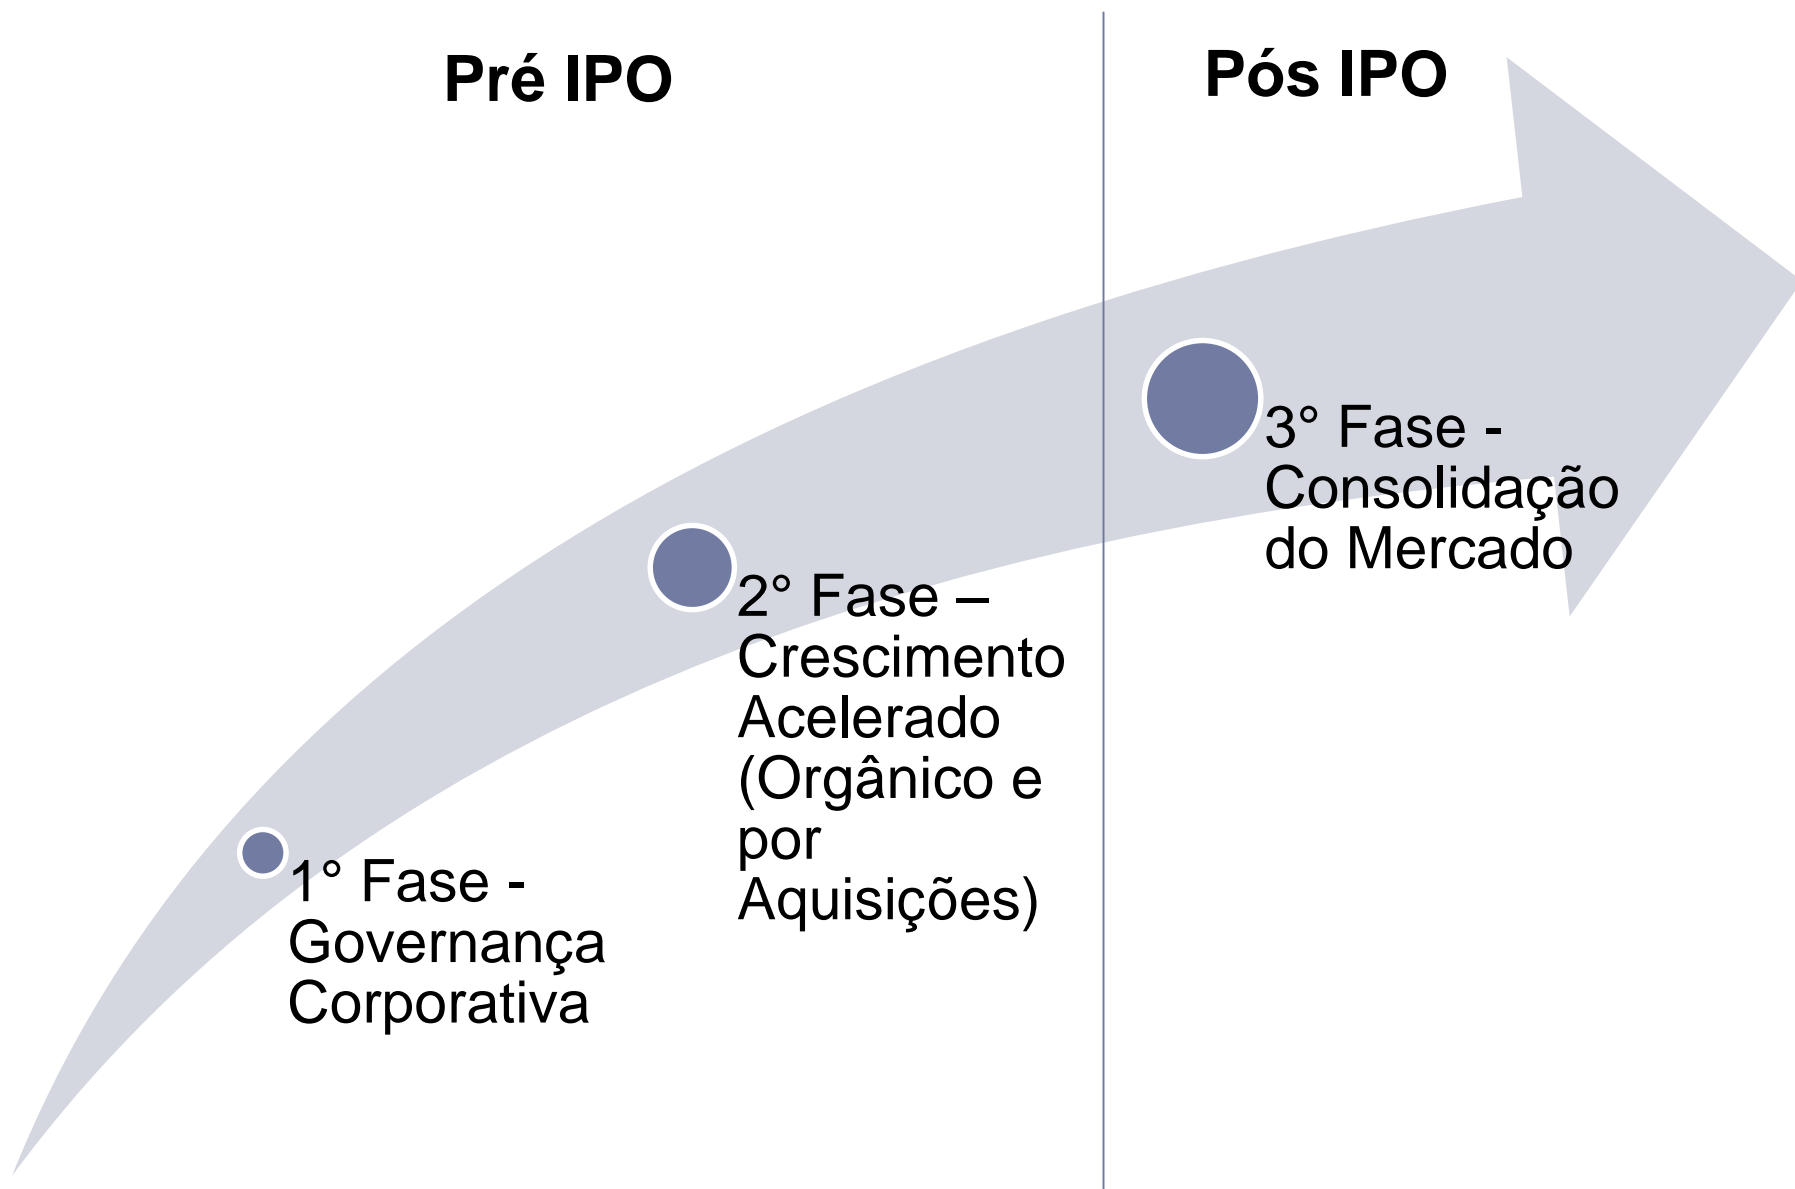 Pré IPO
Pós IPO
3° Fase -
Consolidação
do Mercado
2° Fase –
Crescimento
Acelerado
(Orgânico e
por
Aquisições)
1° Fase -
Governança
Corporativa